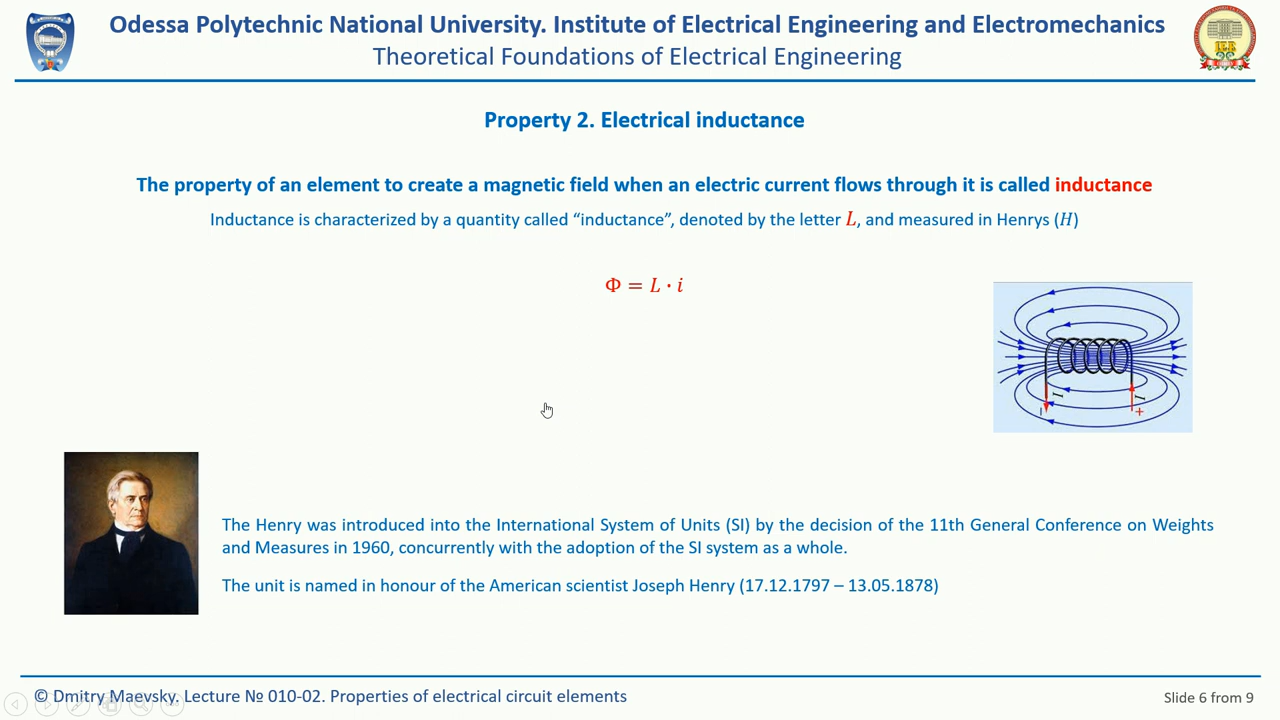 Odessa Polytechnic National University. Institute of Electrical Engineering and Electromechanics
Theoretical Foundations of Electrical Engineering
Property 2. Electrical inductance
The property of an element to create a magnetic field when an electric current flows through it is called inductance
Inductance is characterized by a quantity called “inductance”, denoted by the letter L, and measured in Henrys (H)
Φ = L · i
I
I
− +
The Henry was introduced into the International System of Units (SI) by the decision of the 11th General Conference on Weights
and Measures in 1960, concurrently with the adoption of the SI system as a whole.
The unit is named in honour of the American scientist Joseph Henry (17.12.1797 – 13.05.1878)
© Dmitry Maevsky. Lecture № 010-02. Properties of electrical circuit elements
Slide 6 from 9